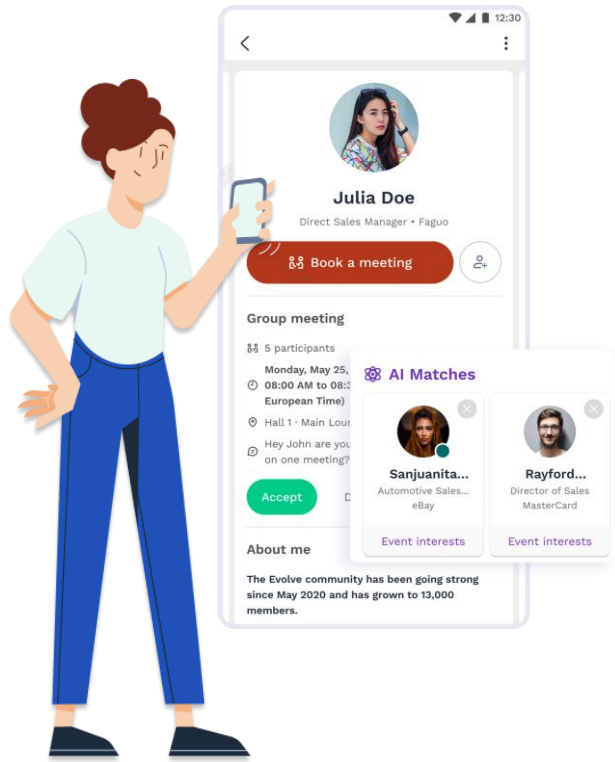 12:30
Julia Doe
Direct Sales Manager • Faguo
Book a meeting
Group meeting
5 participants
Monday, May 25,
08:00 AM to 08:3
European Time)
Hall 1 · Main Lour
Hey John are you
on one meeting?
Accept
D
About me
The Evolve community has been going strong
since May 2020 and has grown to 13,000
members.
AI Matches
Sanjuanita...
Automotive Sales...
eBay
Event interests
Rayford...
Director of Sales
MasterCard
Event interests